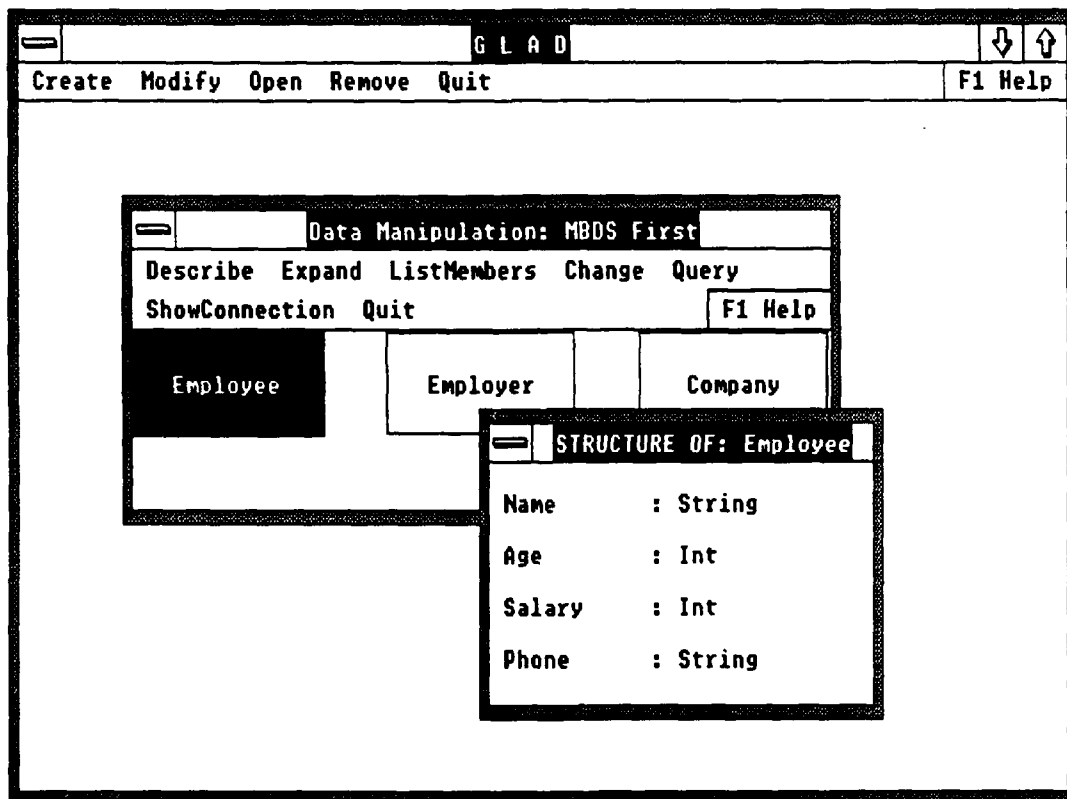 G L A D
Create Modify Open Remove Quit F1 Help
Data Manipulation: MBDS First
Describe Expand ListMembers Change Query
ShowConnection Quit F1 Help
Employee Employer Company
STRUCTURE OF: Employee
Name : String
Age : Int
Salary : Int
Phone : String